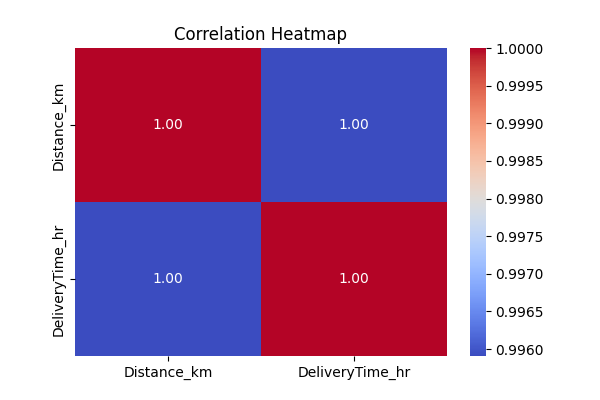 Correlation Heatmap
Distance_km
DeliveryTime_hr
1.00
1.00
1.00
1.00
Distance_km
DeliveryTime_hr
1.0000
0.9995
0.9990
0.9985
0.9980
0.9975
0.9970
0.9965
0.9960